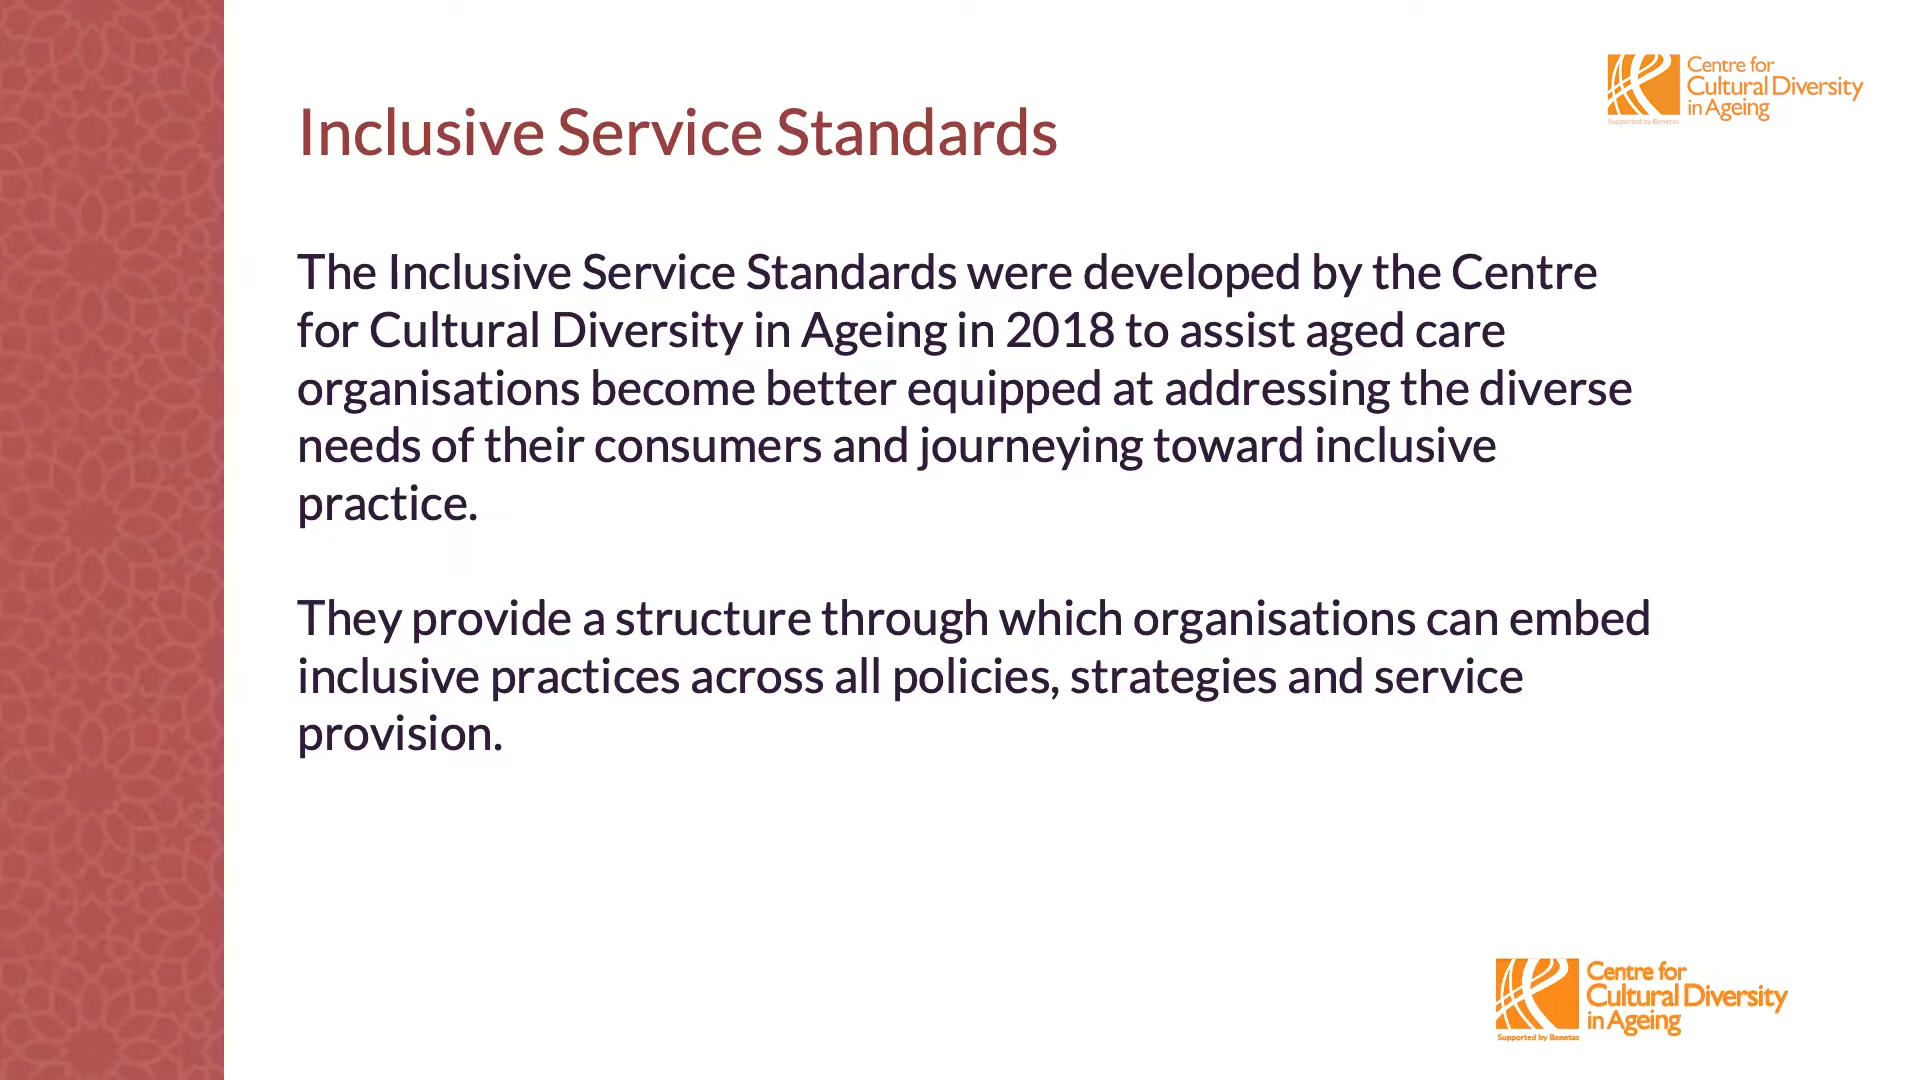 Centre for
Cultural Diversity
in Ageing
Supported by Benetas
Inclusive Service Standards
The Inclusive Service Standards were developed by the Centre
for Cultural Diversity in Ageing in 2018 to assist aged care
organisations become better equipped at addressing the diverse
needs of their consumers and journeying toward inclusive
practice.
They provide a structure through which organisations can embed
inclusive practices across all policies, strategies and service
provision.
Centre for
Cultural Diversity
in Ageing
Supported by Benetas